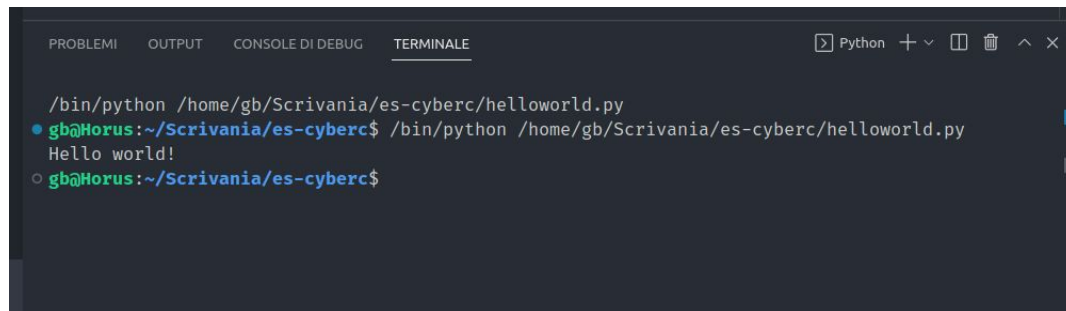 PROBLEMI OUTPUT CONSOLE DI DEBUG TERMINALE Python
/bin/python /home/gb/Scrivania/es-cyberc/helloworld.py
gb@Horus:~/Scrivania/es-cyberc$ /bin/python /home/gb/Scrivania/es-cyberc/helloworld.py
Hello world!
gb@Horus:~/Scrivania/es-cyberc$